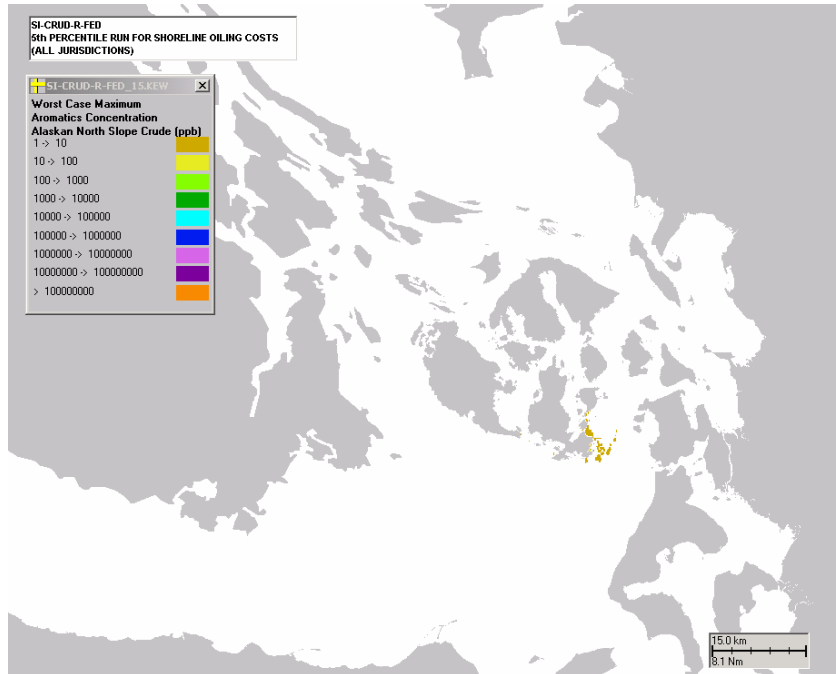 SI-CRUD-R-FED
5th PERCENTILE RUN FOR SHORELINE OILING COSTS
(ALL JURISDICTIONS)
SI-CRUD-R-FED_15.KEW
Worst Case Maximum
Aromatics Concentration
Alaskan North Slope Crude (ppb)
1 -> 10
10 -> 100
100 -> 1000
1000 -> 10000
10000 -> 100000
100000 -> 1000000
1000000 -> 10000000
10000000 -> 100000000
> 100000000
15.0 km
8.1 Nm